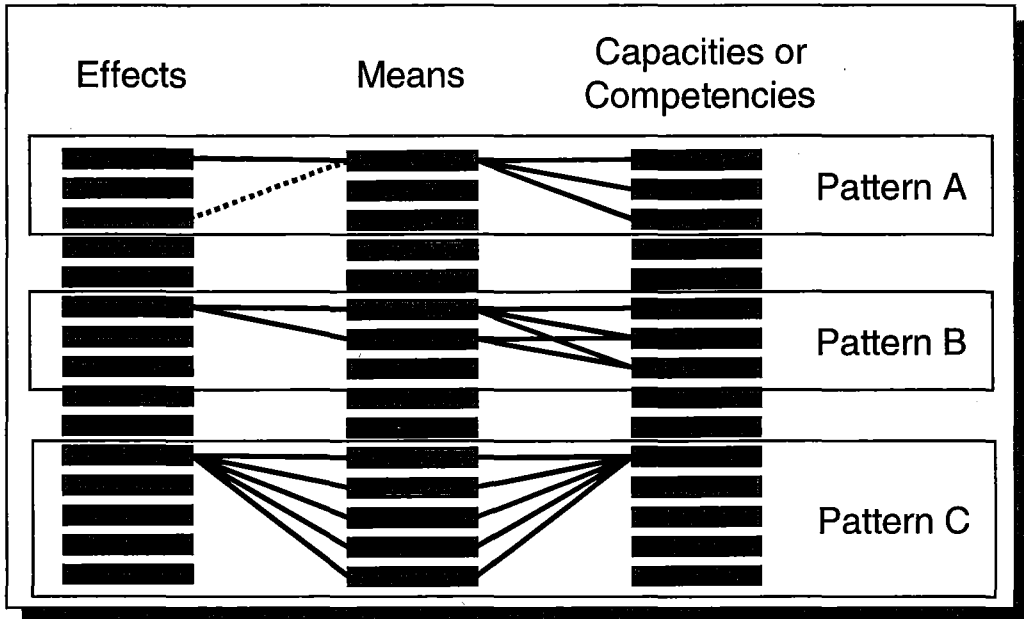 Effects
Means
Capacities or
Competencies
Pattern A
Pattern B
Pattern C